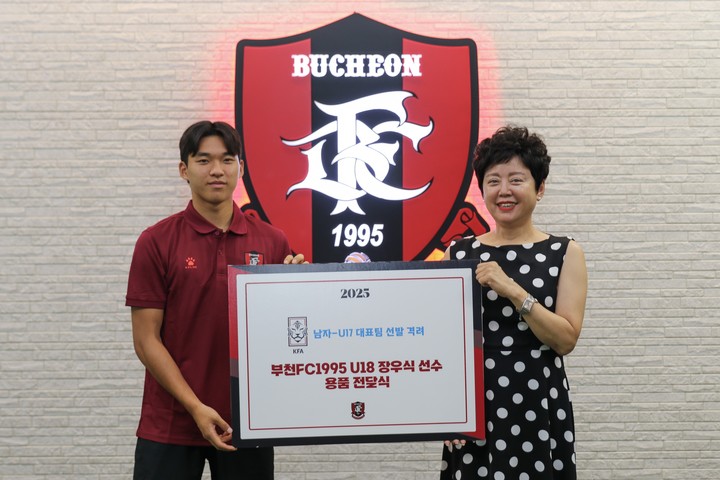 BUCHEON
1995
2025
KFA
남자-U17 대표팀 선발 격려
부천FC1995 U18 장우식 선수
용품 전달식